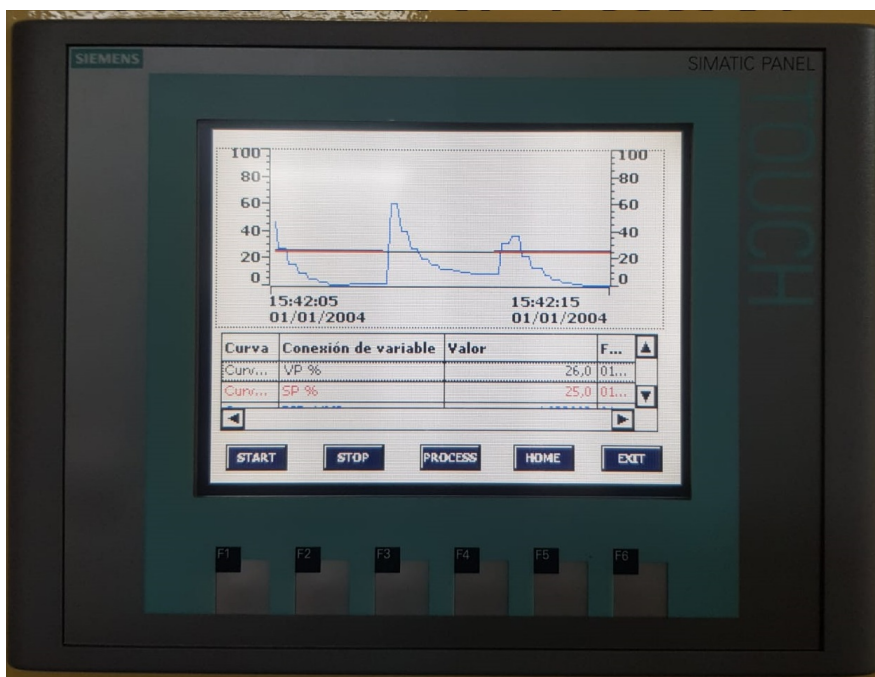 SIEMENS
SIMATIC PANEL
TOUCH
100 100
80 80
60 60
40 40
20 20
0 0
15:42:05 15:42:15
01/01/2004 01/01/2004
Curva Conexión de variable Valor F...
Curv... VP % 26,0 01...
Curv... SP % 25,0 01...
START STOP PROCESS HOME EXIT
F1 F2 F3 F4 F5 F6